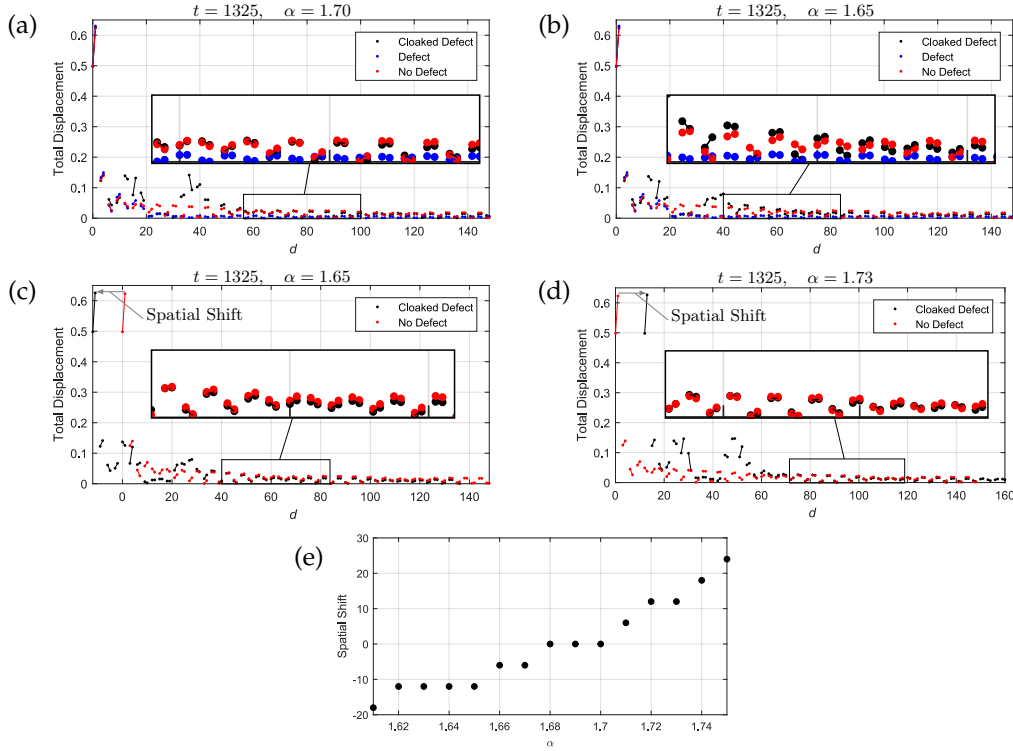 (a)
t = 1325, α = 1.70
Total Displacement
0.6
0.5
0.4
0.3
0.2
0.1
0
Cloaked Defect
Defect
No Defect
0 20 40 60 80 100 120 140
d
(b)
t = 1325, α = 1.65
Total Displacement
0.6
0.5
0.4
0.3
0.2
0.1
0
Cloaked Defect
Defect
No Defect
0 20 40 60 80 100 120 140
d
(c)
t = 1325, α = 1.65
Total Displacement
0.6
0.5
0.4
0.3
0.2
0.1
0
Spatial Shift
Cloaked Defect
No Defect
0 20 40 60 80 100 120 140
d
(d)
t = 1325, α = 1.73
Total Displacement
0.6
0.5
0.4
0.3
0.2
0.1
0
Spatial Shift
Cloaked Defect
No Defect
0 20 40 60 80 100 120 140 160
d
(e)
Spatial Shift
30
20
10
0
-10
-20
1.62 1.64 1.66 1.68 1.7 1.72 1.74
α